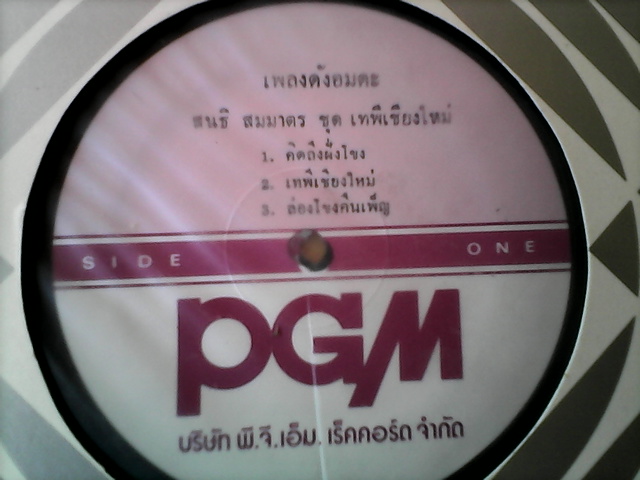 เพลงดังอมตะ
สนธิ สมมาตร ชุด เทพีเชียงใหม่
1. คิดถึงฝั่งโขง
2. เทพีเชียงใหม่
3. ล่องโขงคืนเพ็ญ
SIDE ONE
PGM
บริษัท พี.จี.เอ็ม. เร็คคอร์ด จำกัด